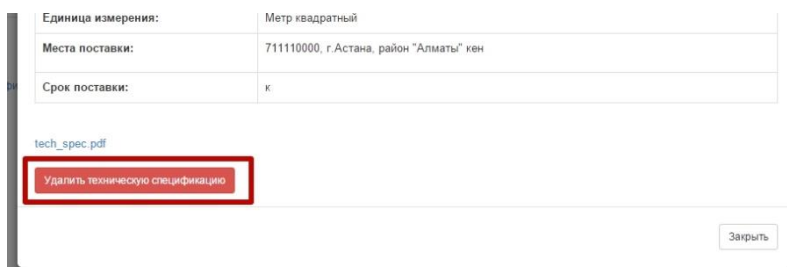 Единица измерения: Метр квадратный
Места поставки: 711110000, г.Астана, район "Алматы" кен
Срок поставки: к
tech_spec.pdf
Удалить техническую спецификацию
Закрыть